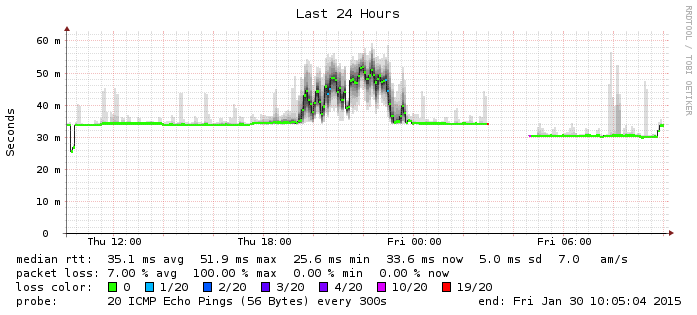 Last 24 Hours
RRDTOOL / TOBI OETIKER
Seconds
60 m
50 m
40 m
30 m
20 m
10 m
0
Thu 12:00 Thu 18:00 Fri 00:00 Fri 06:00
median rtt: 35.1 ms avg 51.9 ms max 25.6 ms min 33.6 ms now 5.0 ms sd 7.0 am/s
packet loss: 7.00 % avg 100.00 % max 0.00 % min 0.00 % now
loss color: 0 1/20 2/20 3/20 4/20 10/20 19/20
probe: 20 ICMP Echo Pings (56 Bytes) every 300s end: Fri Jan 30 10:05:04 2015